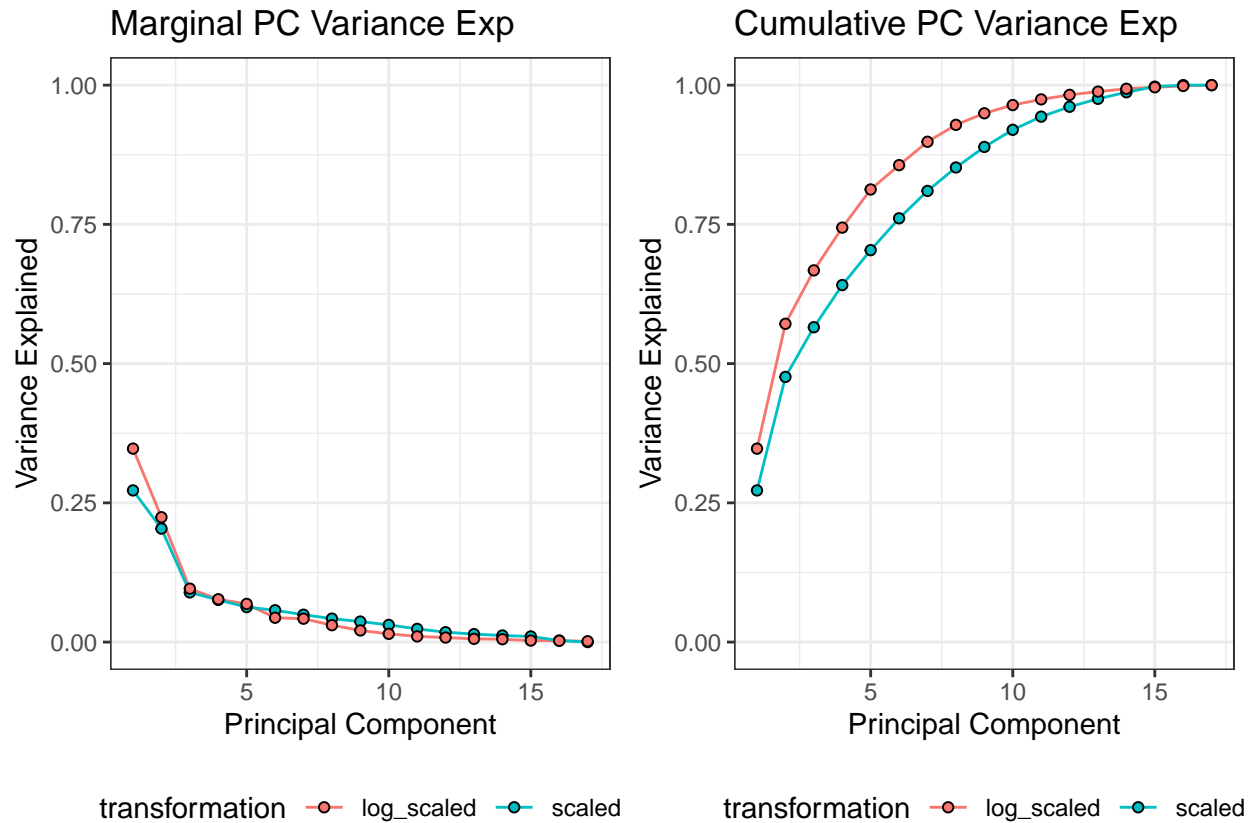 Marginal PC Variance Exp
Variance Explained
1.00
0.75
0.50
0.25
0.00
5 10 15
Principal Component
transformation log_scaled scaled
Cumulative PC Variance Exp
Variance Explained
1.00
0.75
0.50
0.25
0.00
5 10 15
Principal Component
transformation log_scaled scaled